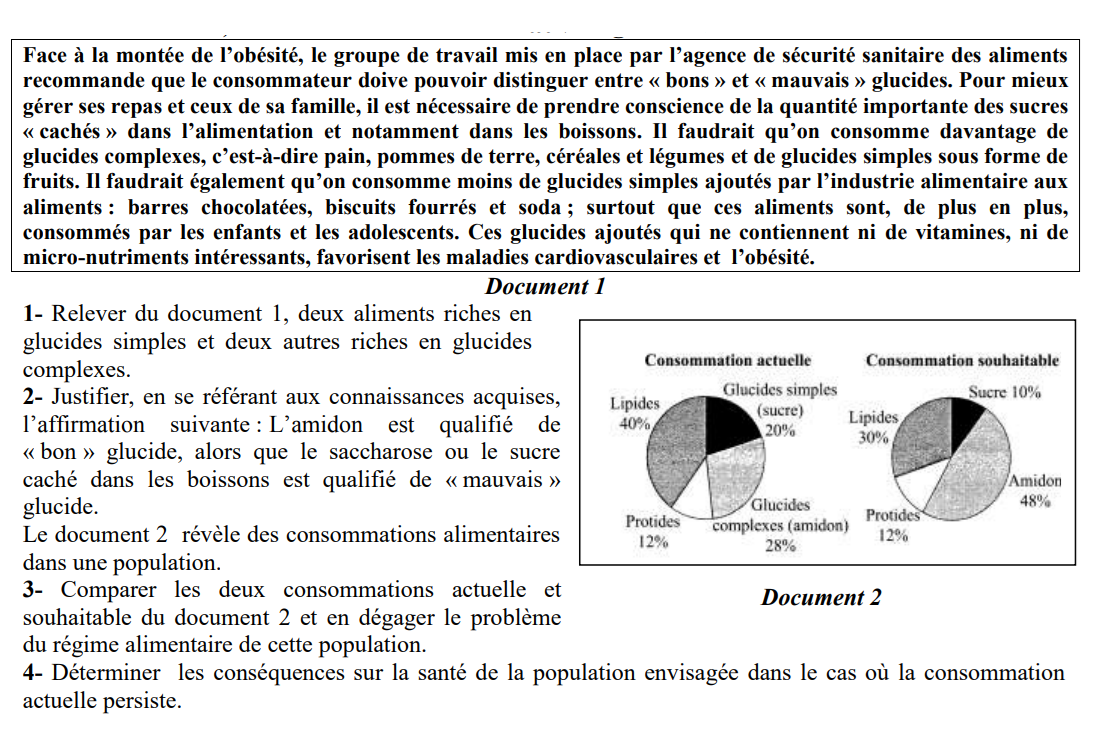 Face à la montée de l’obésité, le groupe de travail mis en place par l’agence de sécurité sanitaire des aliments
recommande que le consommateur doive pouvoir distinguer entre « bons » et « mauvais » glucides. Pour mieux
gérer ses repas et ceux de sa famille, il est nécessaire de prendre conscience de la quantité importante des sucres
« cachés » dans l’alimentation et notamment dans les boissons. Il faudrait qu’on consomme davantage de
glucides complexes, c’est-à-dire pain, pommes de terre, céréales et légumes et de glucides simples sous forme de
fruits. Il faudrait également qu’on consomme moins de glucides simples ajoutés par l’industrie alimentaire aux
aliments : barres chocolatées, biscuits fourrés et soda ; surtout que ces aliments sont, de plus en plus,
consommés par les enfants et les adolescents. Ces glucides ajoutés qui ne contiennent ni de vitamines, ni de
micro-nutriments intéressants, favorisent les maladies cardiovasculaires et l’obésité.
Document 1
1- Relever du document 1, deux aliments riches en
glucides simples et deux autres riches en glucides
complexes.
2- Justifier, en se référant aux connaissances acquises,
l’affirmation suivante : L’amidon est qualifié de
« bon » glucide, alors que le saccharose ou le sucre
caché dans les boissons est qualifié de « mauvais »
glucide.
Le document 2 révèle des consommations alimentaires
dans une population.
3- Comparer les deux consommations actuelle et
souhaitable du document 2 et en dégager le problème
du régime alimentaire de cette population.
4- Déterminer les conséquences sur la santé de la population envisagée dans le cas où la consommation
actuelle persiste.
Consommation actuelle
Glucides simples
(sucre)
20%
Lipides
40%
Protides
12%
Glucides
complexes (amidon)
28%
Consommation souhaitable
Sucre 10%
Lipides
30%
Amidon
48%
Protides
12%
Document 2